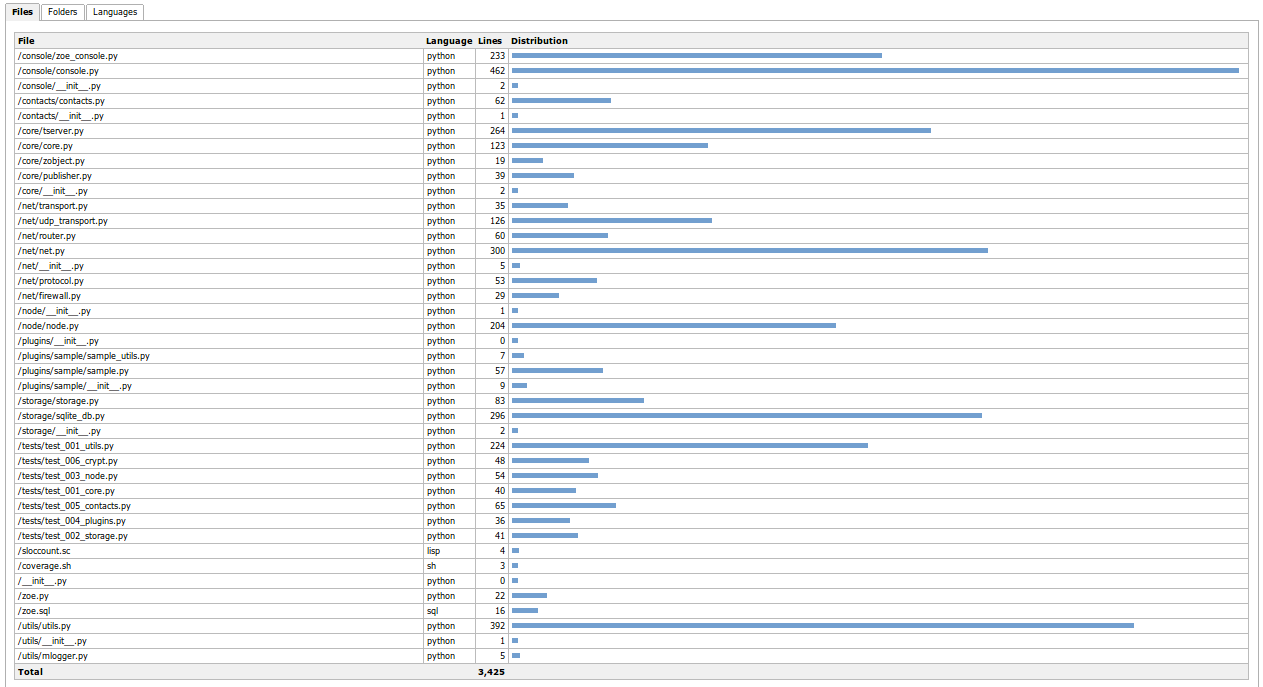 Files Folders Languages
File Language Lines Distribution
/console/zoe_console.py python 233
/console/console.py python 462
/console/__init__.py python 2
/contacts/contacts.py python 62
/contacts/__init__.py python 1
/core/tserver.py python 264
/core/core.py python 123
/core/zobject.py python 19
/core/publisher.py python 39
/core/__init__.py python 2
/net/transport.py python 35
/net/udp_transport.py python 126
/net/router.py python 60
/net/net.py python 300
/net/__init__.py python 5
/net/protocol.py python 53
/net/firewall.py python 29
/node/__init__.py python 1
/node/node.py python 204
/plugins/__init__.py python 0
/plugins/sample/sample_utils.py python 7
/plugins/sample/sample.py python 57
/plugins/sample/__init__.py python 9
/storage/storage.py python 83
/storage/sqlite_db.py python 296
/storage/__init__.py python 2
/tests/test_001_utils.py python 224
/tests/test_006_crypt.py python 48
/tests/test_003_node.py python 54
/tests/test_001_core.py python 40
/tests/test_005_contacts.py python 65
/tests/test_004_plugins.py python 36
/tests/test_002_storage.py python 41
/sloccount.sc lisp 4
/coverage.sh sh 3
/__init__.py python 0
/zoe.py python 22
/zoe.sql sql 16
/utils/utils.py python 392
/utils/__init__.py python 1
/utils/mlogger.py python 5
Total 3,425